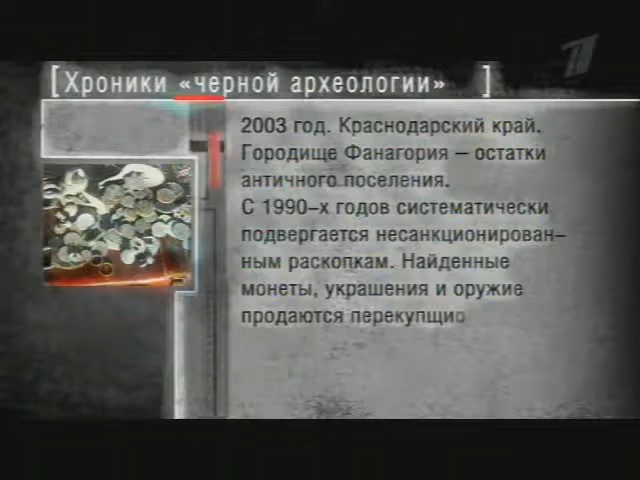 [Хроники «черной археологии» ]
2003 год. Краснодарский край.
Городище Фанагория – остатки
античного поселения.
С 1990-х годов систематически
подвергается несанкционирован-
ным раскопкам. Найденные
монеты, украшения и оружие
продаются перекупщи